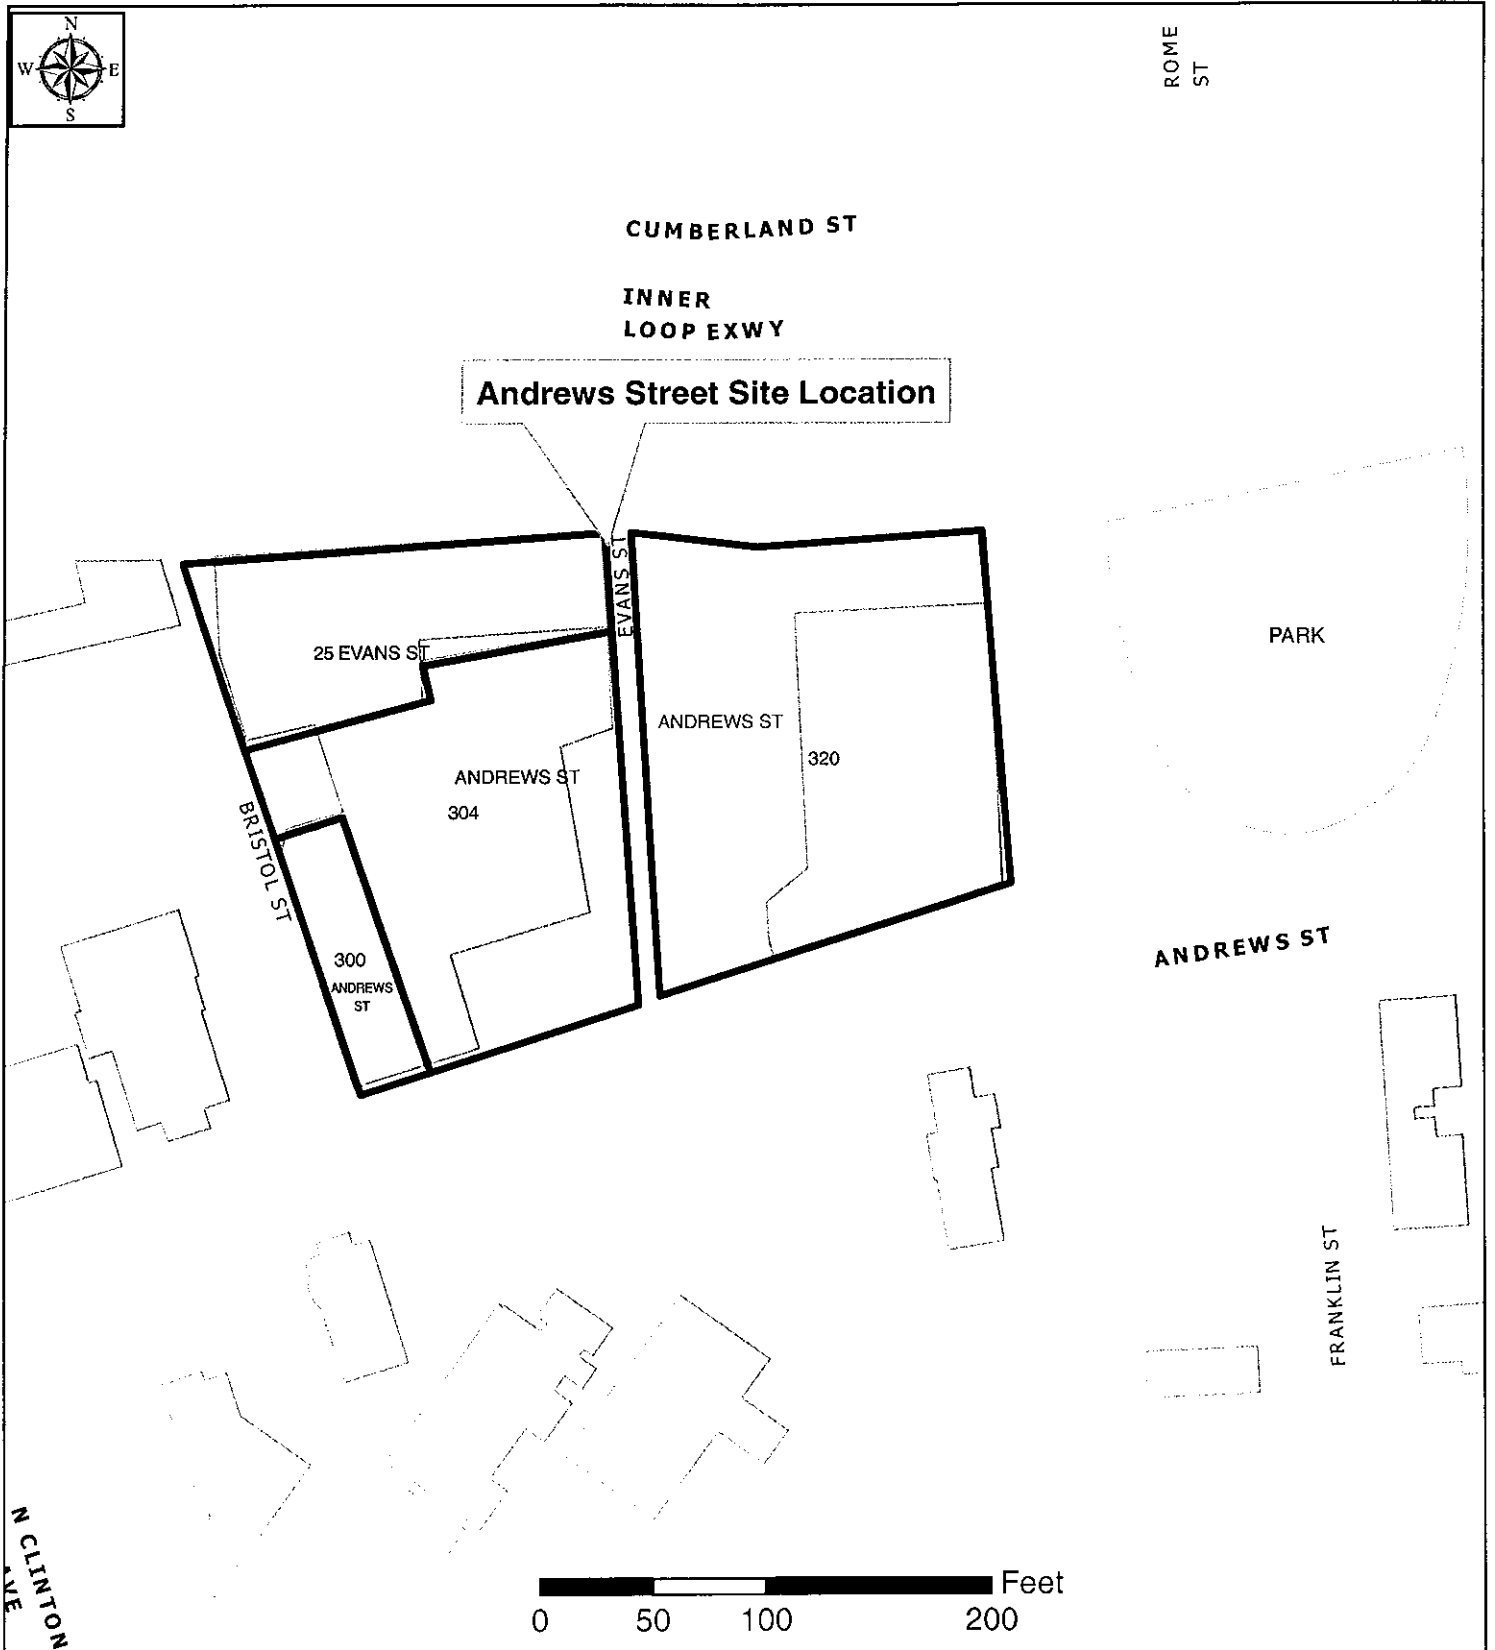 N
W E
S
ROME
ST
CUMBERLAND ST
INNER
LOOP EXWY
Andrews Street Site Location
EVANS ST
25 EVANS ST
PARK
ANDREWS ST
320
ANDREWS ST
304
BRISTOL ST
300
ANDREWS
ST
ANDREWS ST
FRANKLIN ST
N CLINTON
AVE
Feet
0 50 100 200